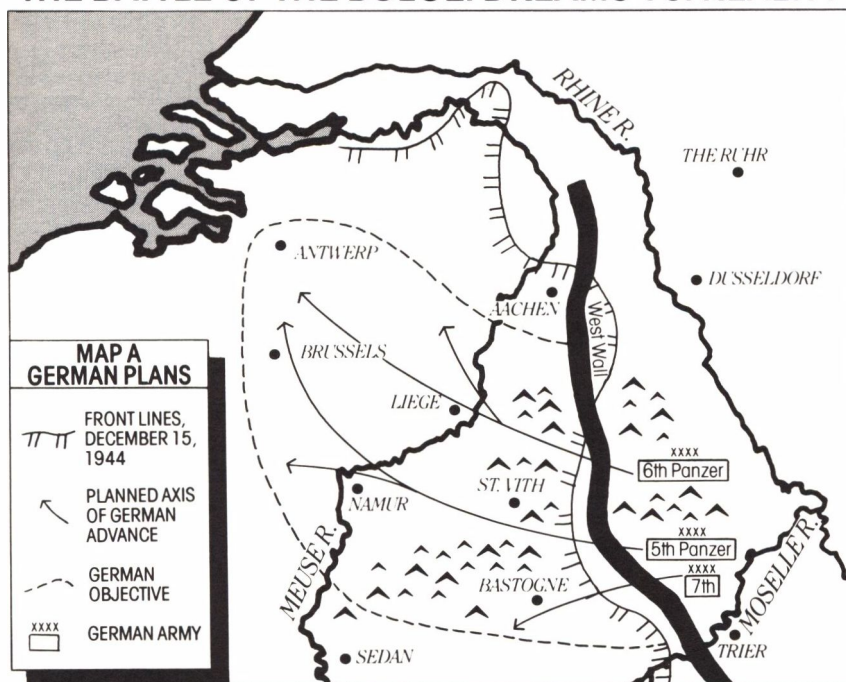 RHINE R.
THE RUHR
ANTWERP
DUSSELDORF
AACHEN
West Wall
BRUSSELS
MAP A
GERMAN PLANS
FRONT LINES,
DECEMBER 15,
1944
LIEGE
XXXX
6th Panzer
PLANNED AXIS
OF GERMAN
ADVANCE
NAMUR
ST. VITH
MEUSE R.
XXXX
5th Panzer
MOSELLE R.
GERMAN
OBJECTIVE
BASTOGNE
XXXX
7th
XXXX
GERMAN ARMY
SEDAN
TRIER